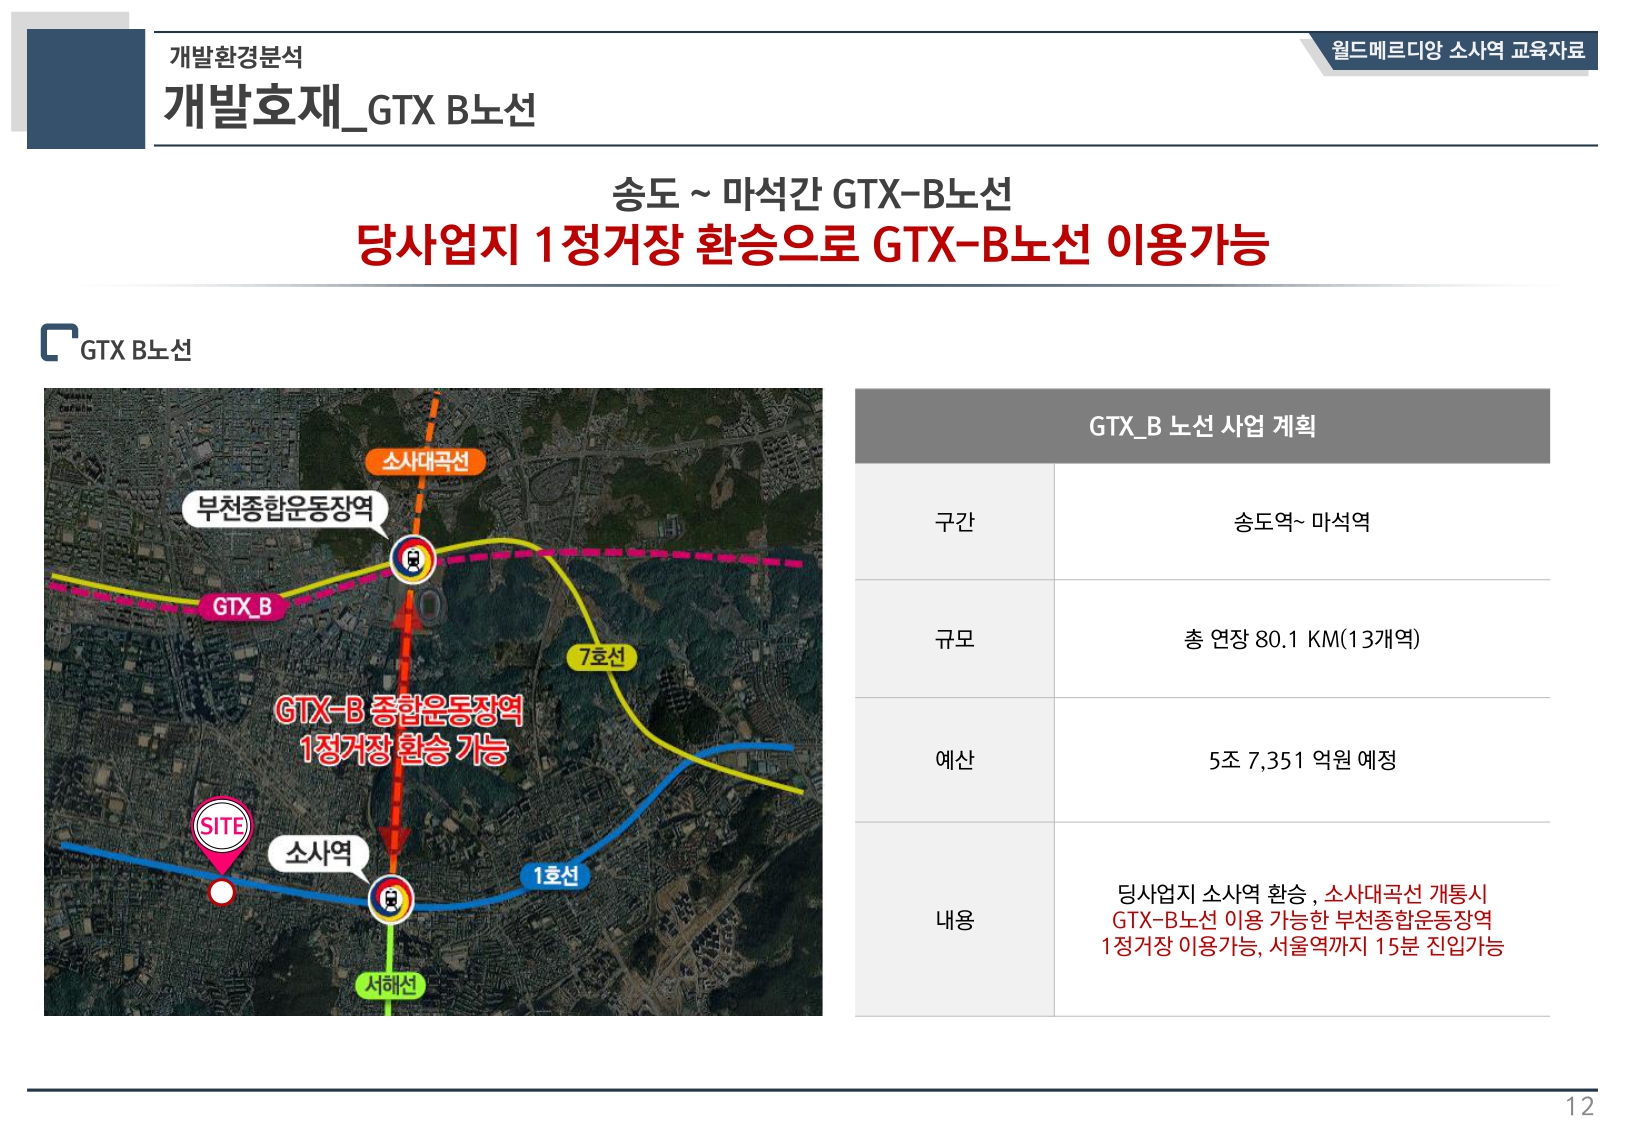 개발환경분석
개발호재_GTX B노선
월드메르디앙 소사역 교육자료
송도 ~ 마석간 GTX-B노선
당사업지 1정거장 환승으로 GTX-B노선 이용가능
GTX B노선
소사대곡선
부천종합운동장역
GTX_B
7호선
GTX-B 종합운동장역
1정거장 환승 가능
SITE
소사역
1호선
서해선
GTX_B 노선 사업 계획
구간
송도역~ 마석역
규모
총 연장 80.1 KM(13개역)
예산
5조 7,351 억원 예정
내용
딩사업지 소사역 환승 , 소사대곡선 개통시
GTX-B노선 이용 가능한 부천종합운동장역
1정거장 이용가능, 서울역까지 15분 진입가능
12